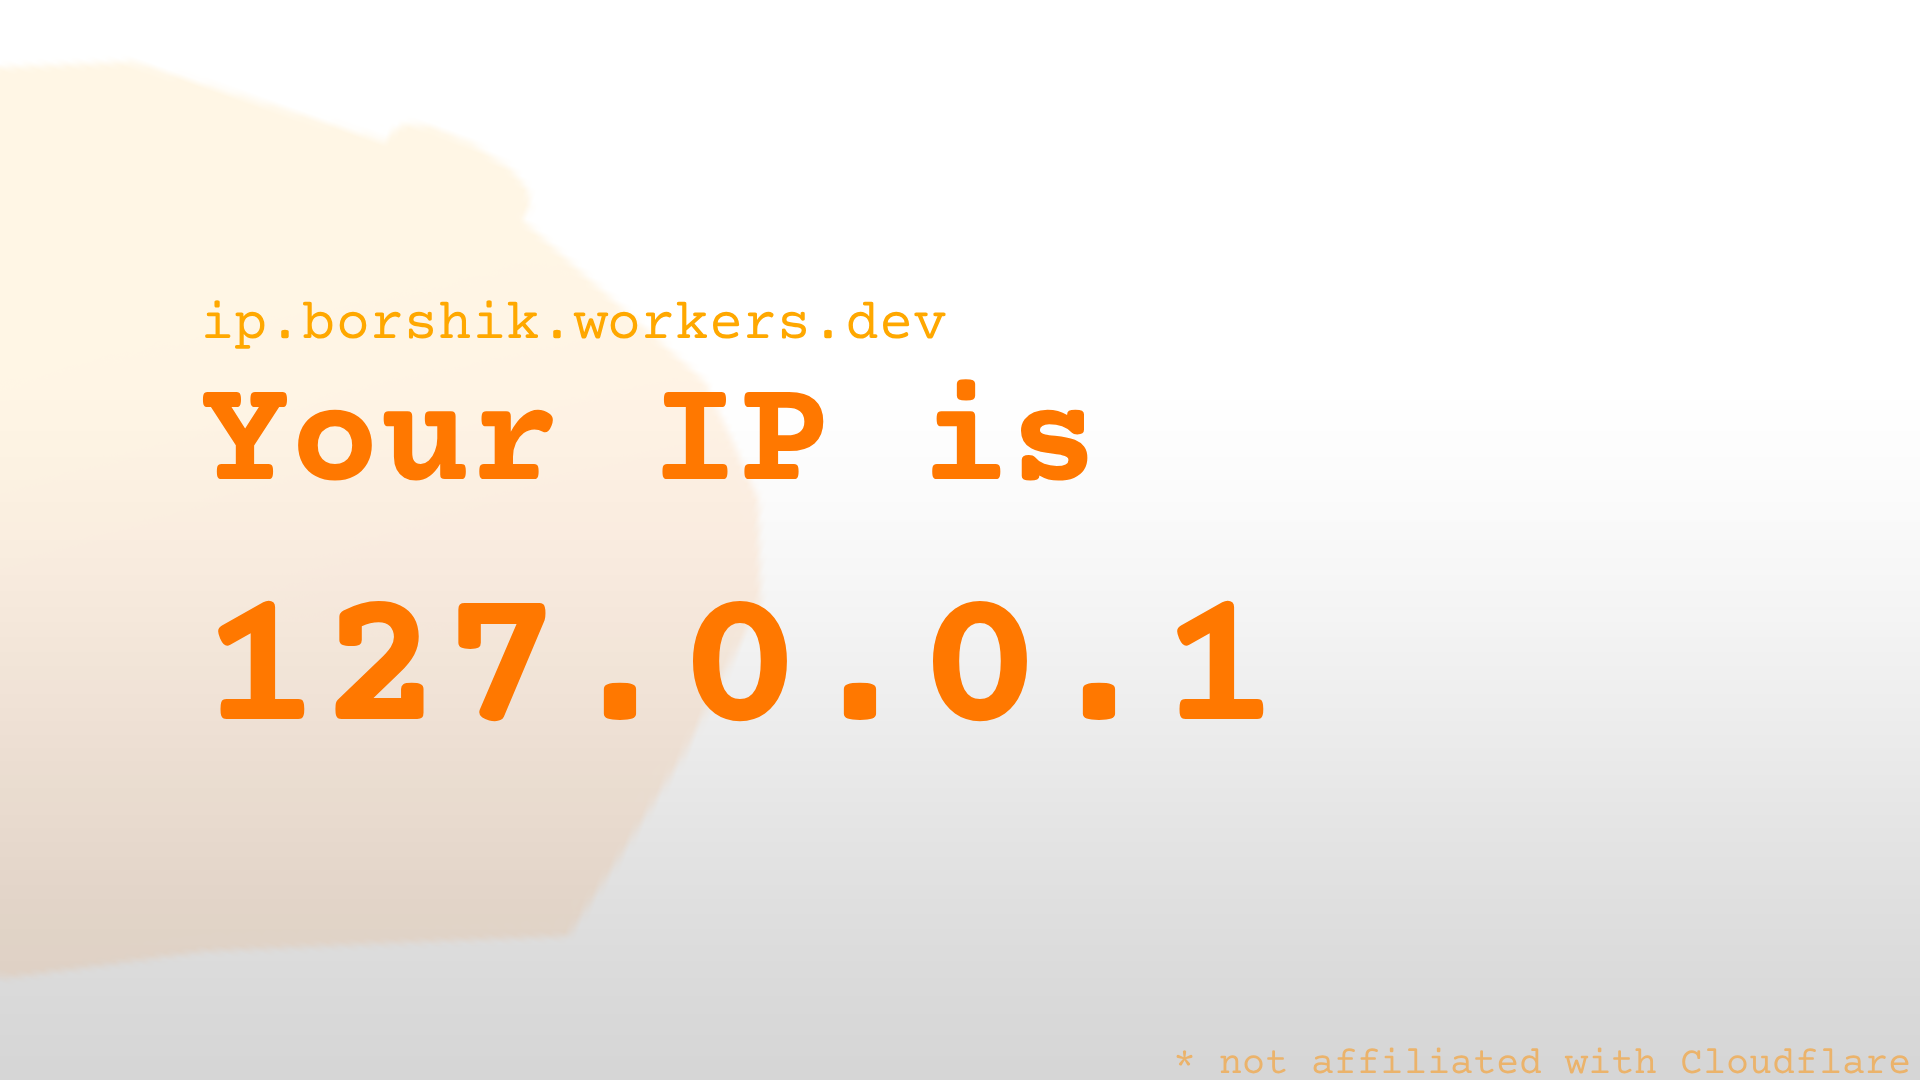 ip.borshik.workers.dev
Your IP is
127.0.0.1
* not affiliated with Cloudflare